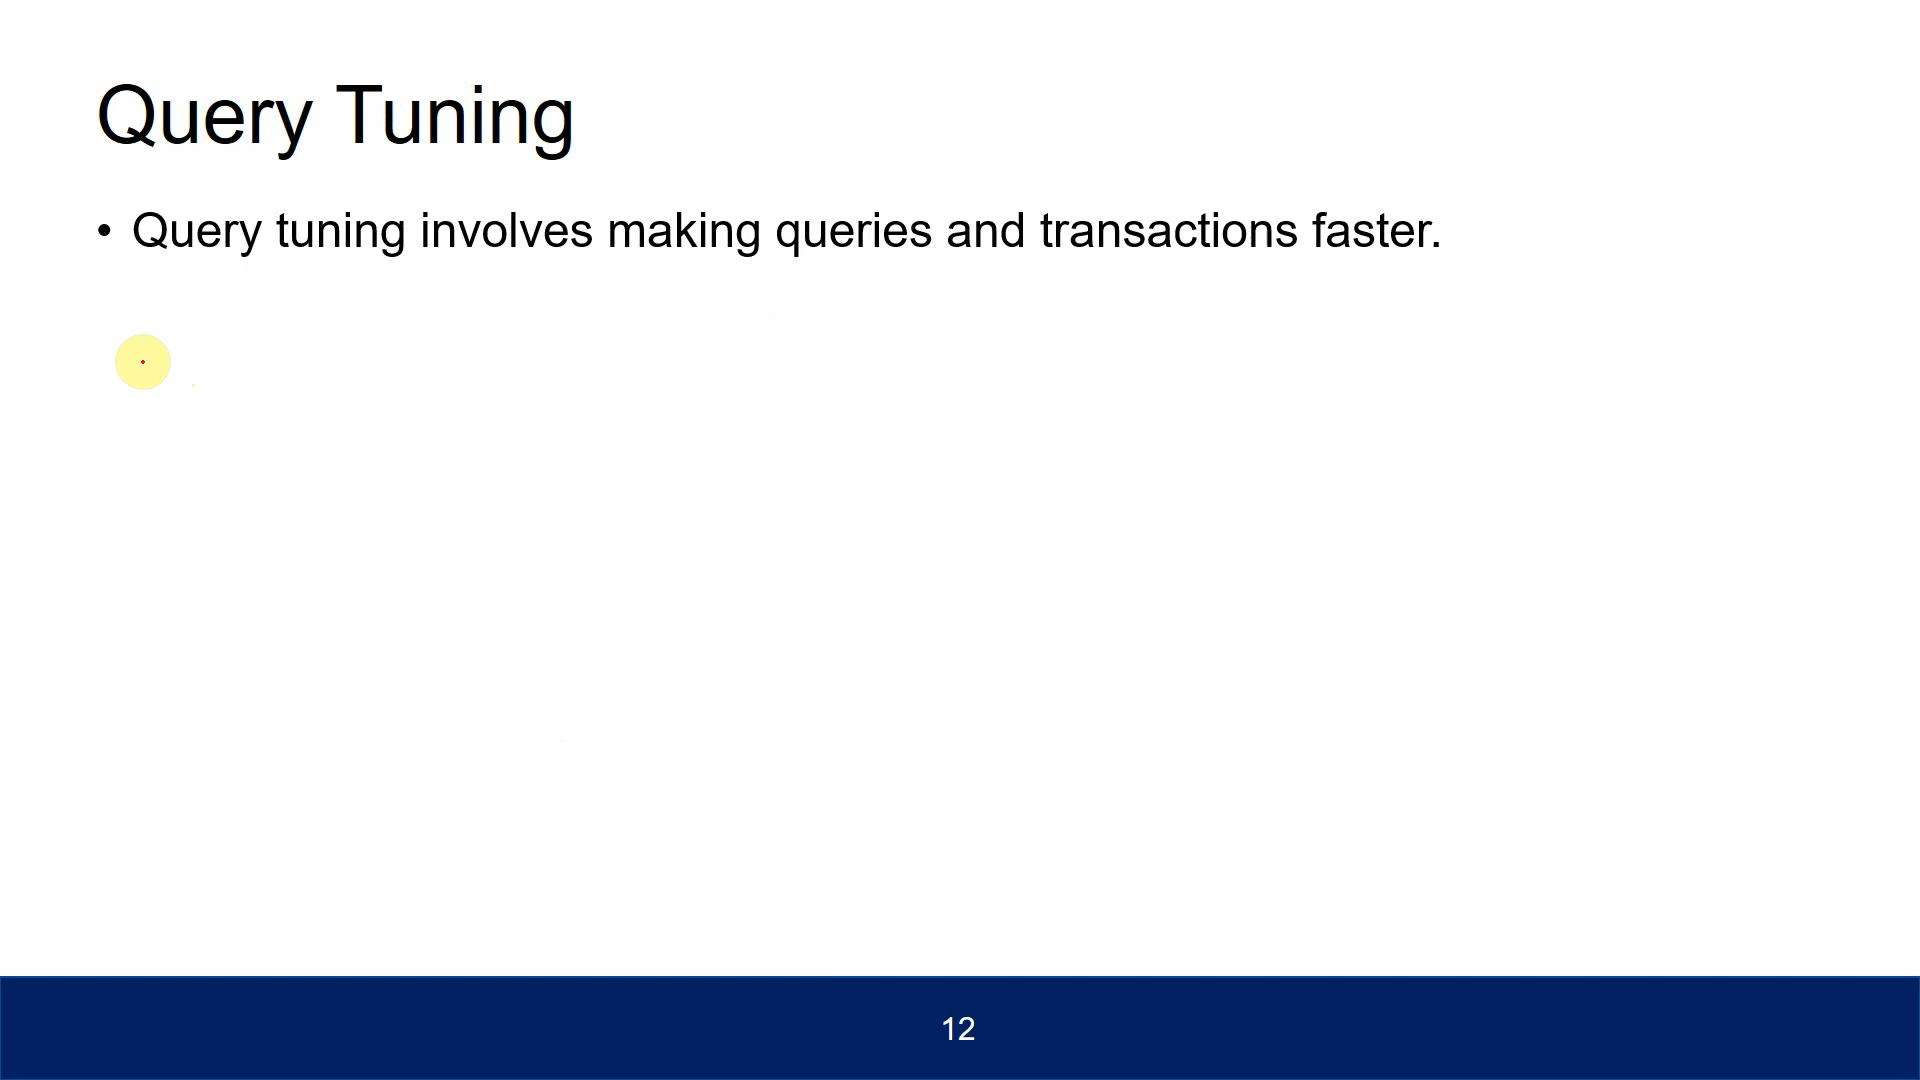 Query Tuning
• Query tuning involves making queries and transactions faster.
12